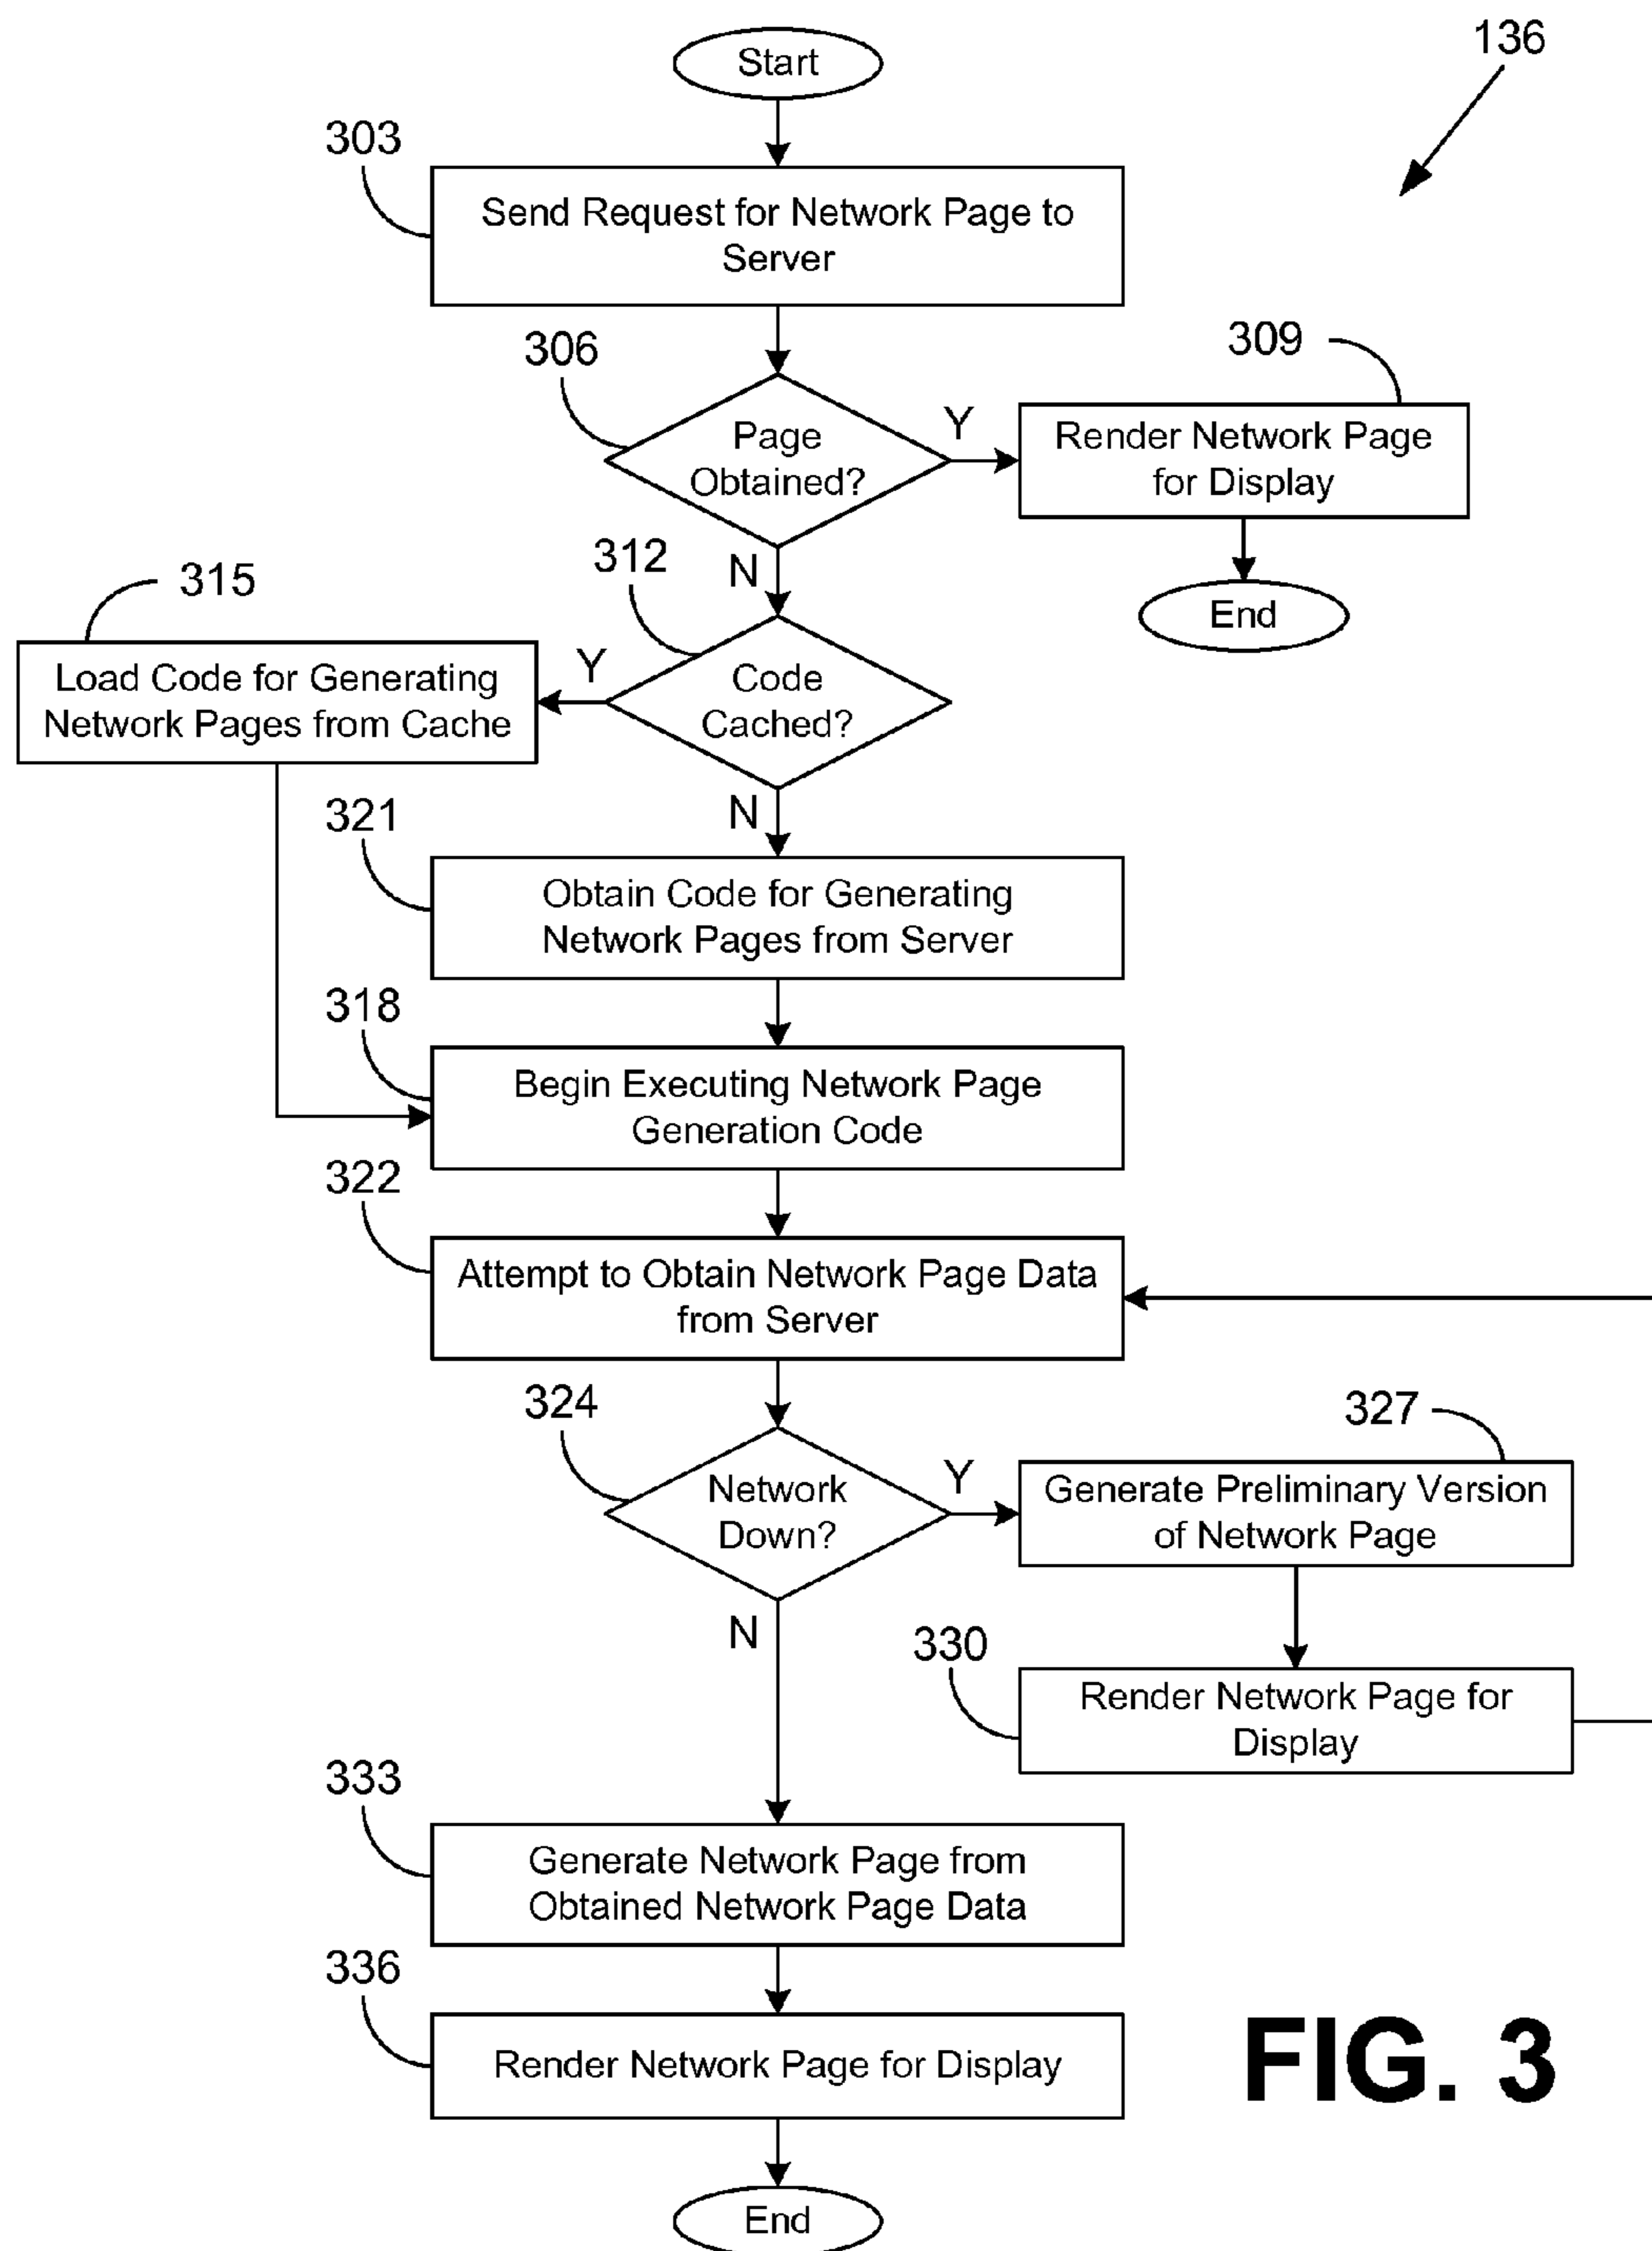 Start
136
303
Send Request for Network Page to
Server
306
309
Page
Obtained?
Y
Render Network Page
for Display
N
End
312
315
Code
Cached?
Y
Load Code for Generating
Network Pages from Cache
N
321
Obtain Code for Generating
Network Pages from Server
318
Begin Executing Network Page
Generation Code
322
Attempt to Obtain Network Page Data
from Server
324
327
Network
Down?
Y
Generate Preliminary Version
of Network Page
N
330
Render Network Page for
Display
333
Generate Network Page from
Obtained Network Page Data
336
Render Network Page for Display
FIG. 3
End